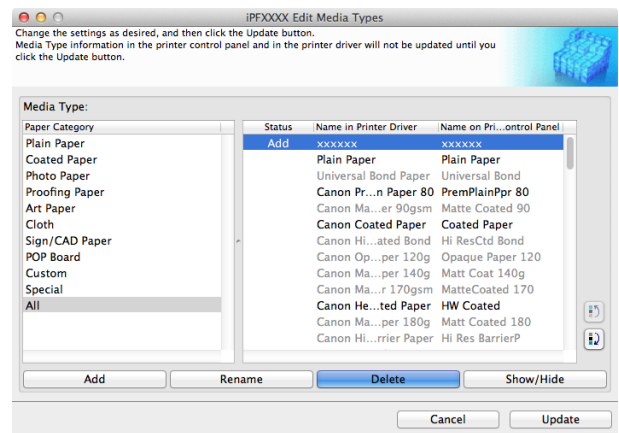 iPFXXXX Edit Media Types
Change the settings as desired, and then click the Update button.
Media Type information in the printer control panel and in the printer driver will not be updated until you
click the Update button.
Media Type:
Paper Category
Plain Paper
Coated Paper
Photo Paper
Proofing Paper
Art Paper
Cloth
Sign/CAD Paper
POP Board
Custom
Special
All
Status Name in Printer Driver Name on Pri...ontrol Panel
Add xxxxxx xxxxxx
Plain Paper Plain Paper
Universal Bond Paper Universal Bond
Canon Pr...n Paper 80 PremPlainPpr 80
Canon Ma...er 90gsm Matte Coated 90
Canon Coated Paper Coated Paper
Canon Hi...ated Bond Hi ResCtd Bond
Canon Op...per 120g Opaque Paper 120
Canon Ma...per 140g Matt Coat 140g
Canon Ma...r 170gsm MatteCoated 170
Canon He...ted Paper HW Coated
Canon Ma...per 180g Matt Coated 180
Canon Hi...rrier Paper Hi Res BarrierP
Add Rename Delete Show/Hide
Cancel Update